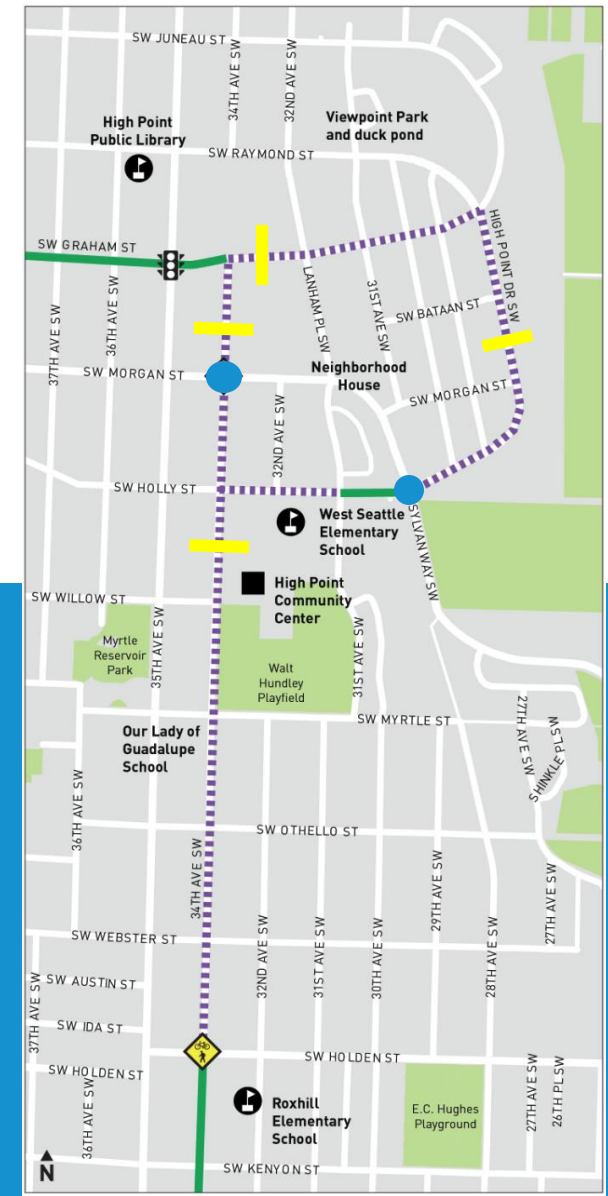 SW JUNEAU ST
34TH AVE SW
32ND AVE SW
High Point
Public Library
Viewpoint Park
and duck pond
SW RAYMOND ST
SW GRAHAM ST
HIGH POINT DR SW
LANHAM PL SW
31ST AVE SW
SW BATAAN ST
37TH AVE SW
36TH AVE SW
SW MORGAN ST
Neighborhood
House
SW MORGAN ST
32ND AVE SW
SW HOLLY ST
West Seattle
Elementary
School
SYLVAN WAY SW
High Point
Community
Center
SW WILLOW ST
35TH AVE SW
Myrtle
Reservoir
Park
Walt
Hundley
Playfield
31ST AVE SW
SW MYRTLE ST
27TH AVE SW
SHINKLE PL SW
Our Lady of
Guadalupe
School
36TH AVE SW
SW OTHELLO ST
34TH AVE SW
29TH AVE SW
27TH AVE SW
SW WEBSTER ST
32ND AVE SW
31ST AVE SW
30TH AVE SW
28TH AVE SW
SW AUSTIN ST
37TH AVE SW
SW IDA ST
SW HOLDEN ST
SW HOLDEN ST
36TH AVE SW
Roxhill
Elementary
School
E.C. Hughes
Playground
27TH AVE SW
26TH PL SW
N
SW KENYON ST